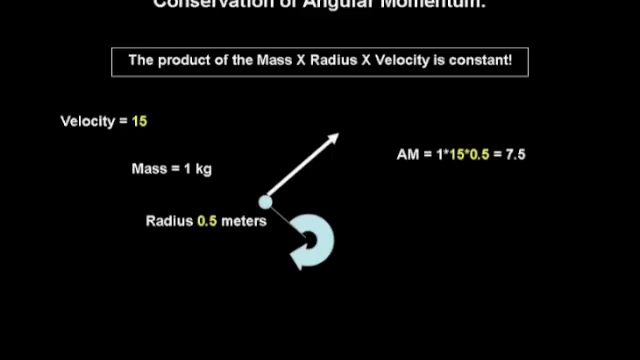 Conservation of Angular Momentum.
The product of the Mass X Radius X Velocity is constant!
Velocity = 15
AM = 1*15*0.5 = 7.5
Mass = 1 kg
Radius 0.5 meters